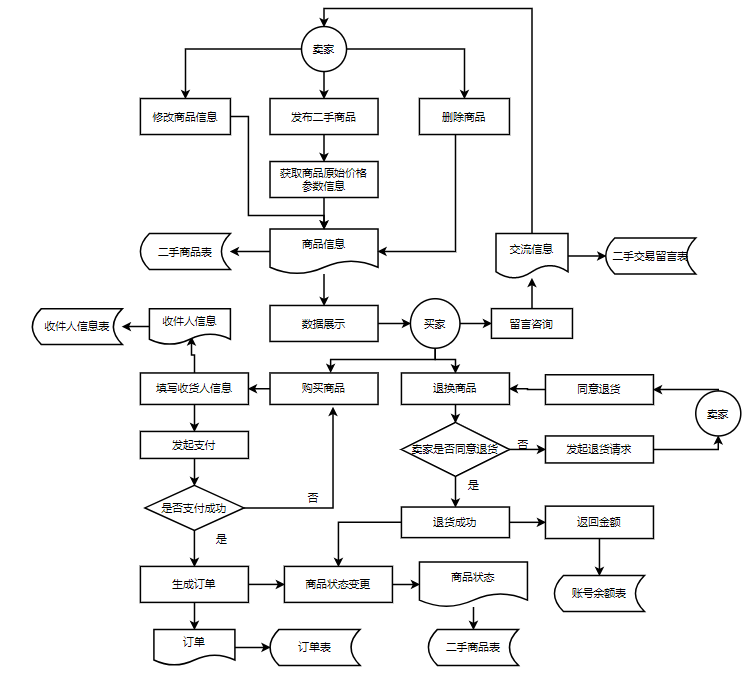 卖家
修改商品信息
发布二手商品
删除商品
获取商品原始价格
参数信息
二手商品表
商品信息
交流信息
二手交易留言表
收件人信息表
收件人信息
数据展示
买家
留言咨询
填写收货人信息
购买商品
退换商品
同意退货
卖家
发起支付
卖家是否同意退货
否
发起退货请求
是
否
是否支付成功
是
退货成功
返回金额
生成订单
商品状态变更
商品状态
账号余额表
订单
订单表
二手商品表